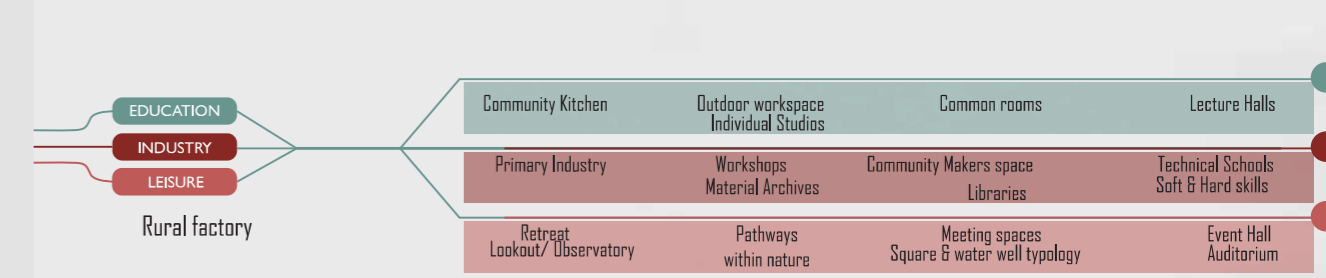 EDUCATION
INDUSTRY
LEISURE
Rural factory
Community Kitchen
Outdoor workspace
Individual Studios
Common rooms
Lecture Halls
Primary Industry
Workshops
Material Archives
Community Makers space
Libraries
Technical Schools
Soft & Hard skills
Retreat
Lookout/ Observatory
Pathways
within nature
Meeting spaces
Square & water well typology
Event Hall
Auditorium